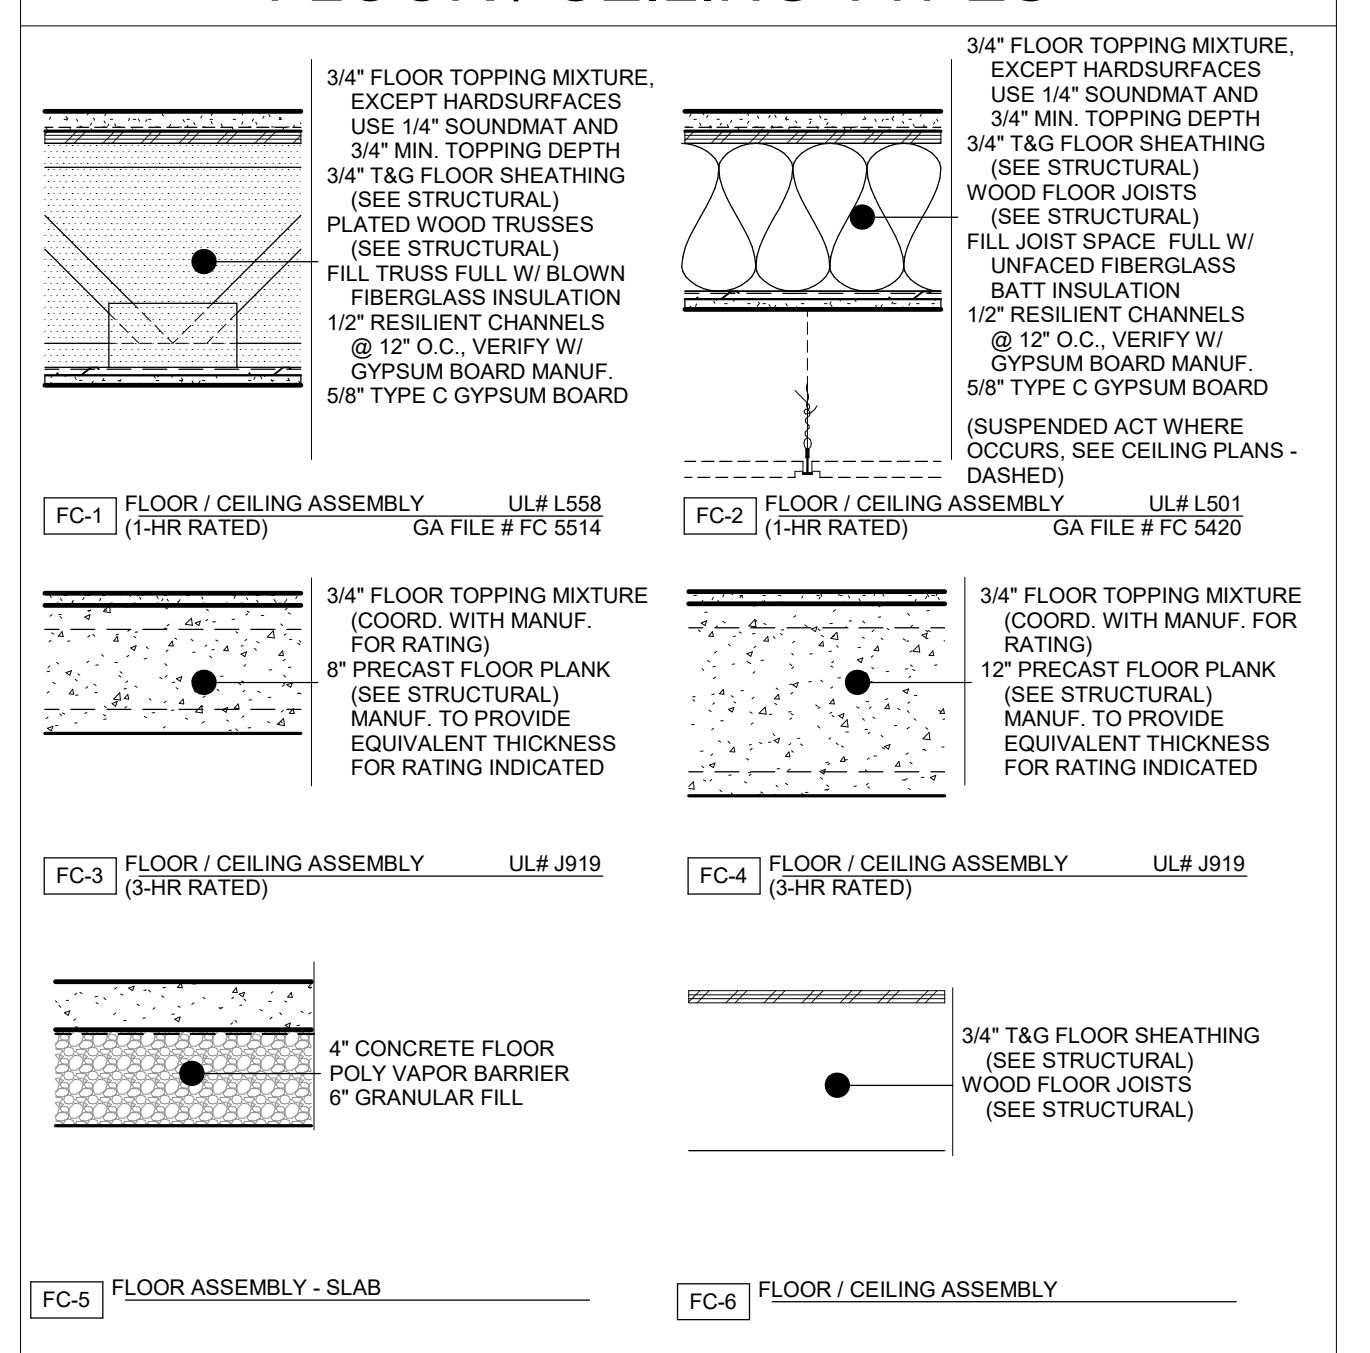 FLOOR / CEILING TYPES
3/4" FLOOR TOPPING MIXTURE,
EXCEPT HARDSURFACES
USE 1/4" SOUNDMAT AND
3/4" MIN. TOPPING DEPTH
3/4" T&G FLOOR SHEATHING
(SEE STRUCTURAL)
PLATED WOOD TRUSSES
(SEE STRUCTURAL)
FILL TRUSS FULL W/ BLOWN
FIBERGLASS INSULATION
1/2" RESILIENT CHANNELS
@ 12" O.C., VERIFY W/
GYPSUM BOARD MANUF.
5/8" TYPE C GYPSUM BOARD
FC-1 FLOOR / CEILING ASSEMBLY UL# L558
(1-HR RATED) GA FILE # FC 5514
3/4" FLOOR TOPPING MIXTURE,
EXCEPT HARDSURFACES
USE 1/4" SOUNDMAT AND
3/4" MIN. TOPPING DEPTH
3/4" T&G FLOOR SHEATHING
(SEE STRUCTURAL)
WOOD FLOOR JOISTS
(SEE STRUCTURAL)
FILL JOIST SPACE FULL W/
UNFACED FIBERGLASS
BATT INSULATION
1/2" RESILIENT CHANNELS
@ 12" O.C., VERIFY W/
GYPSUM BOARD MANUF.
5/8" TYPE C GYPSUM BOARD
(SUSPENDED ACT WHERE
OCCURS, SEE CEILING PLANS -
DASHED)
FC-2 FLOOR / CEILING ASSEMBLY UL# L501
(1-HR RATED) GA FILE # FC 5420
3/4" FLOOR TOPPING MIXTURE
(COORD. WITH MANUF.
FOR RATING)
8" PRECAST FLOOR PLANK
(SEE STRUCTURAL)
MANUF. TO PROVIDE
EQUIVALENT THICKNESS
FOR RATING INDICATED
FC-3 FLOOR / CEILING ASSEMBLY UL# J919
(3-HR RATED)
3/4" FLOOR TOPPING MIXTURE
(COORD. WITH MANUF. FOR
RATING)
12" PRECAST FLOOR PLANK
(SEE STRUCTURAL)
MANUF. TO PROVIDE
EQUIVALENT THICKNESS
FOR RATING INDICATED
FC-4 FLOOR / CEILING ASSEMBLY UL# J919
(3-HR RATED)
4" CONCRETE FLOOR
POLY VAPOR BARRIER
6" GRANULAR FILL
FC-5 FLOOR ASSEMBLY - SLAB
3/4" T&G FLOOR SHEATHING
(SEE STRUCTURAL)
WOOD FLOOR JOISTS
(SEE STRUCTURAL)
FC-6 FLOOR / CEILING ASSEMBLY